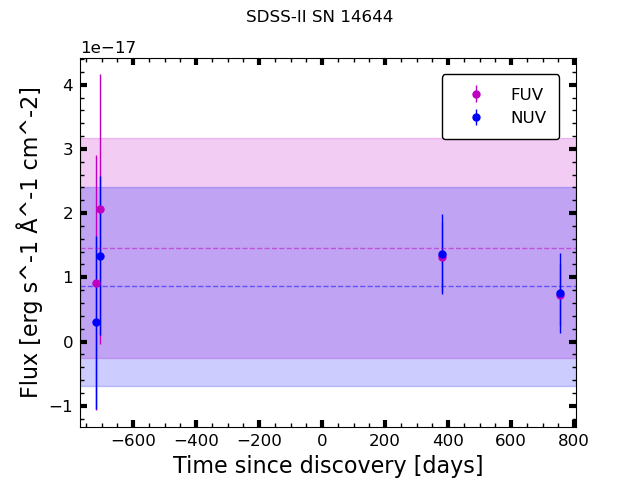 SDSS-II SN 14644
1e−17
FUV
NUV
4
3
2
1
0
−1
Flux [erg s^-1 Å^-1 cm^-2]
−600 −400 −200 0 200 400 600 800
Time since discovery [days]